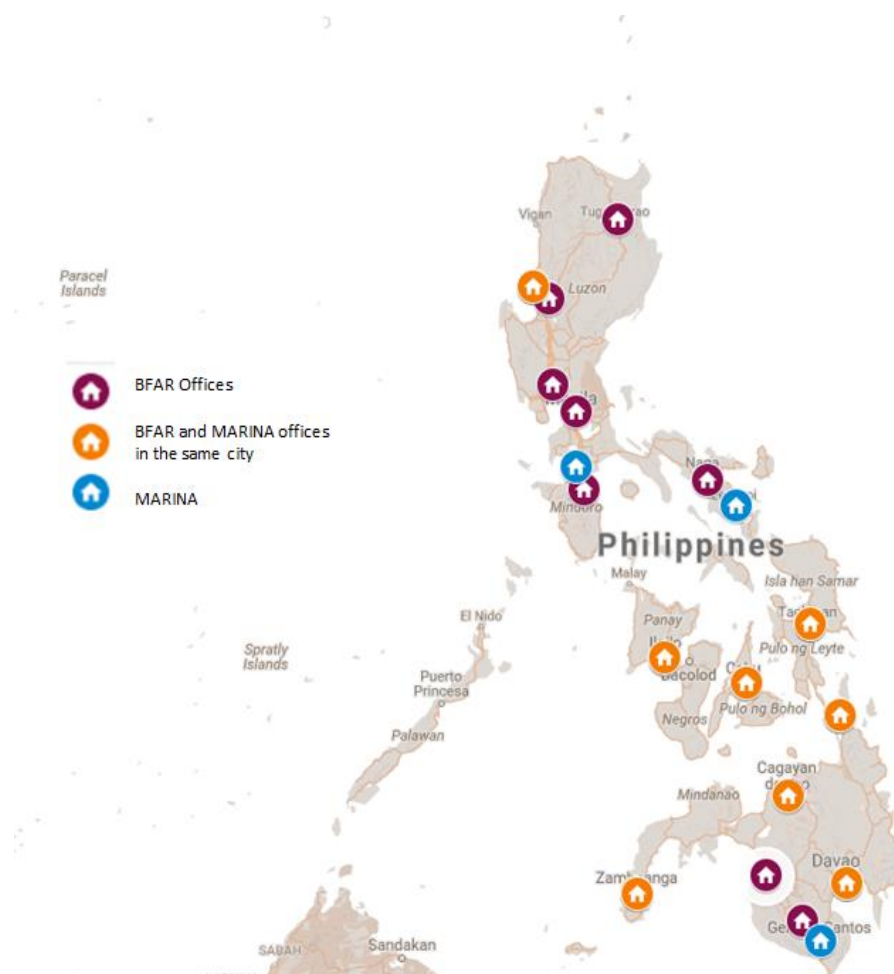 Vigan
Paracel
Islands
Luzon
BFAR Offices
BFAR and MARINA offices
in the same city
MARINA
Mindoro
Philippines
Malay
Isla han Samar
El Nido
Panay
Spratly
Islands
Pulo ng Leyte
Bacolod
Puerto
Princesa
Negros
Pulo ng Bohol
Palawan
Cagayan
Mindanao
Davao
SABAH
Sandakan